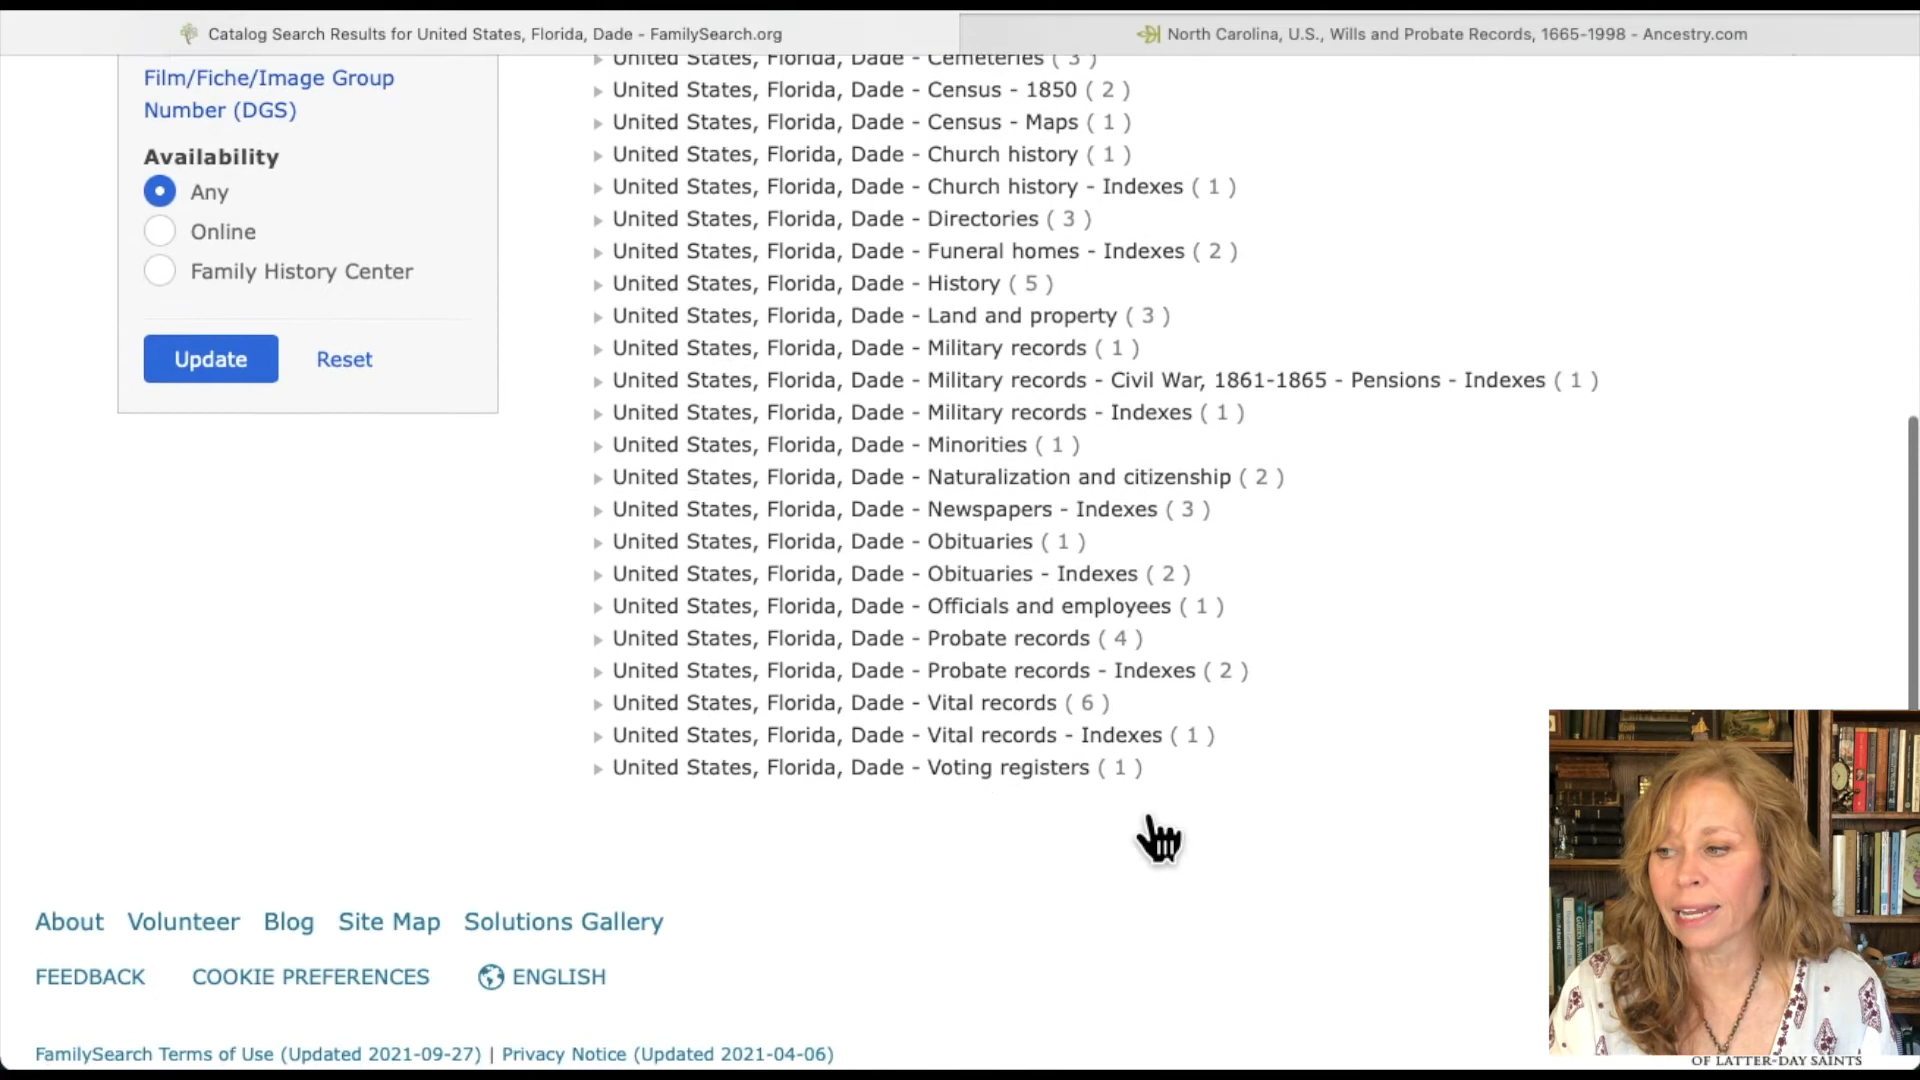 Catalog Search Results for United States, Florida, Dade - FamilySearch.org
North Carolina, U.S., Wills and Probate Records, 1665-1998 - Ancestry.com
Film/Fiche/Image Group
Number (DGS)
Availability
Any
Online
Family History Center
Update
Reset
United States, Florida, Dade - Cemeteries ( 3 )
United States, Florida, Dade - Census - 1850 ( 2 )
United States, Florida, Dade - Census - Maps ( 1 )
United States, Florida, Dade - Church history ( 1 )
United States, Florida, Dade - Church history - Indexes ( 1 )
United States, Florida, Dade - Directories ( 3 )
United States, Florida, Dade - Funeral homes - Indexes ( 2 )
United States, Florida, Dade - History ( 5 )
United States, Florida, Dade - Land and property ( 3 )
United States, Florida, Dade - Military records ( 1 )
United States, Florida, Dade - Military records - Civil War, 1861-1865 - Pensions - Indexes ( 1 )
United States, Florida, Dade - Military records - Indexes ( 1 )
United States, Florida, Dade - Minorities ( 1 )
United States, Florida, Dade - Naturalization and citizenship ( 2 )
United States, Florida, Dade - Newspapers - Indexes ( 3 )
United States, Florida, Dade - Obituaries ( 1 )
United States, Florida, Dade - Obituaries - Indexes ( 2 )
United States, Florida, Dade - Officials and employees ( 1 )
United States, Florida, Dade - Probate records ( 4 )
United States, Florida, Dade - Probate records - Indexes ( 2 )
United States, Florida, Dade - Vital records ( 6 )
United States, Florida, Dade - Vital records - Indexes ( 1 )
United States, Florida, Dade - Voting registers ( 1 )
About Volunteer Blog Site Map Solutions Gallery
FEEDBACK COOKIE PREFERENCES ENGLISH
FamilySearch Terms of Use (Updated 2021-09-27) | Privacy Notice (Updated 2021-04-06)
OF LATTER-DAY SAINTS